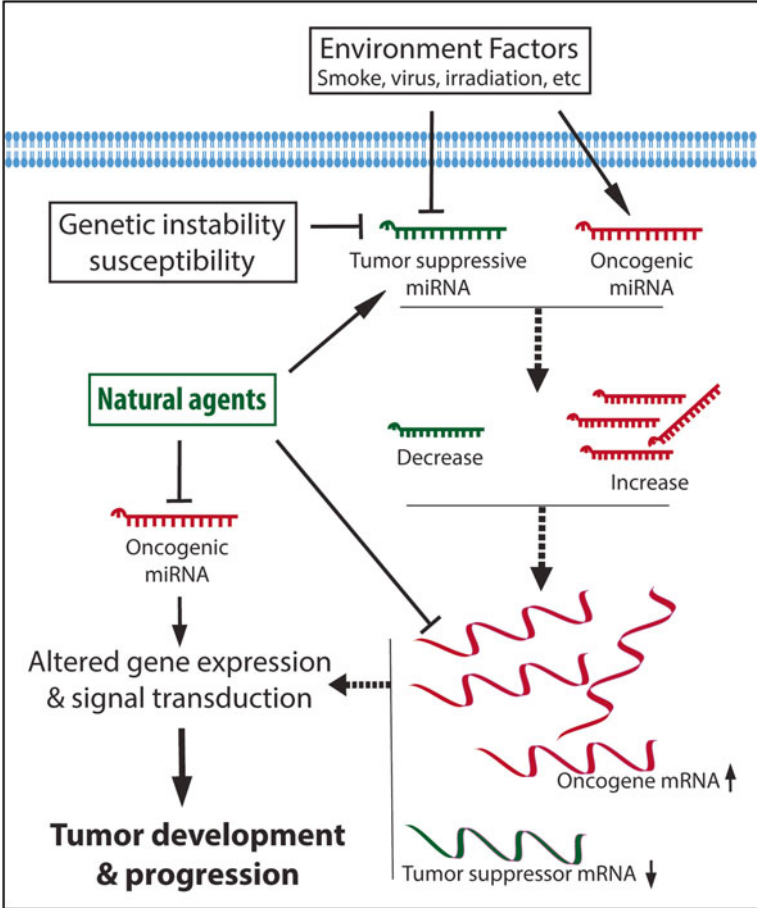 Environment Factors
Smoke, virus, irradiation, etc
Genetic instability
susceptibility
Tumor suppressive
miRNA
Oncogenic
miRNA
Natural agents
Decrease
Increase
Oncogenic
miRNA
Altered gene expression
& signal transduction
Oncogene mRNA
Tumor development
& progression
Tumor suppressor mRNA